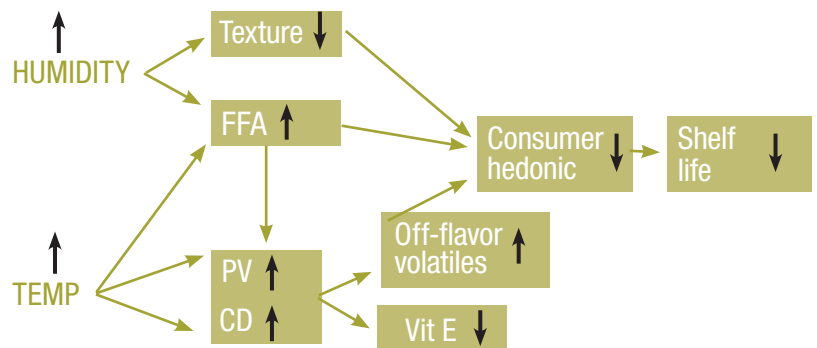 HUMIDITY
Texture
FFA
Consumer
hedonic
Shelf
life
TEMP
PV
CD
Off-flavor
volatiles
Vit E